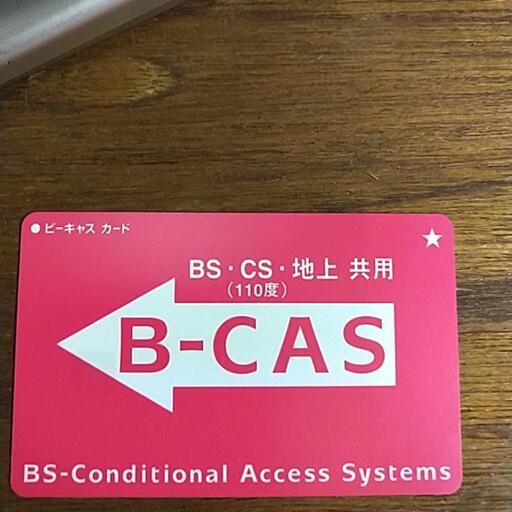 ●ビーキャス カード
★
BS・CS・地上 共用
(110度)
B-CAS
BS-Conditional Access Systems